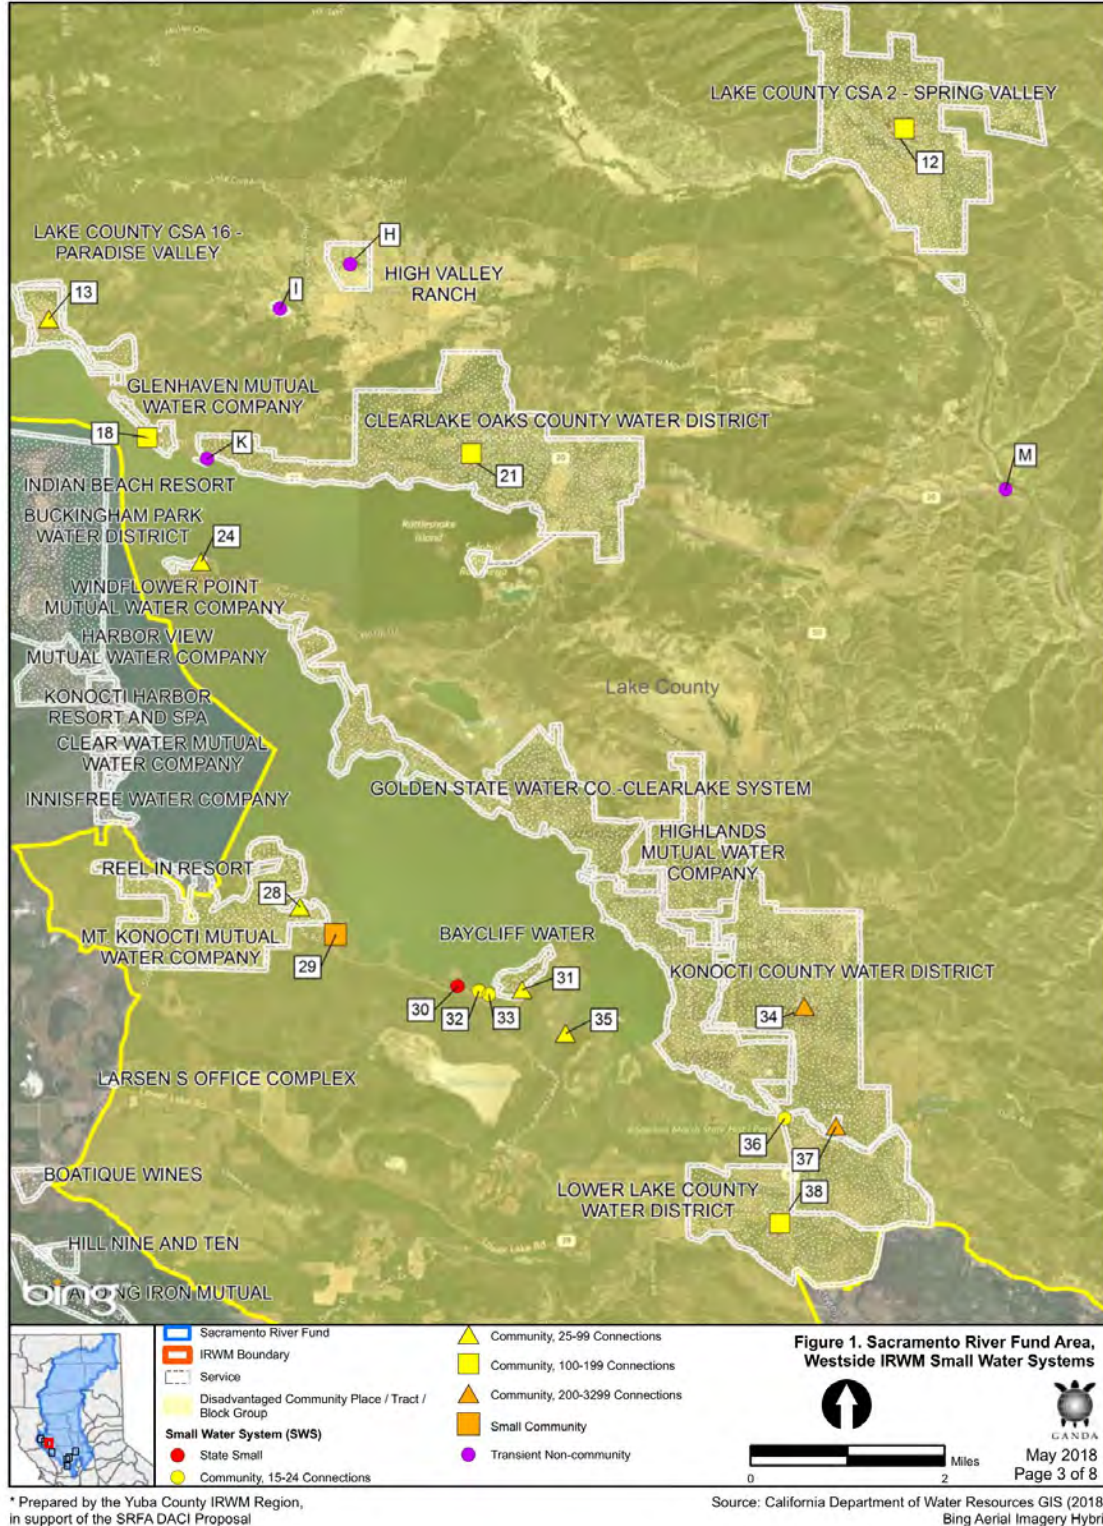 LAKE COUNTY CSA 2 - SPRING VALLEY
12
LAKE COUNTY CSA 16 -
PARADISE VALLEY
H
HIGH VALLEY
RANCH
I
13
GLENHAVEN MUTUAL
WATER COMPANY
CLEARLAKE OAKS COUNTY WATER DISTRICT
18
K
21
M
INDIAN BEACH RESORT
BUCKINGHAM PARK
WATER DISTRICT
24
Rattlesnake
Island
WINDFLOWER POINT
MUTUAL WATER COMPANY
HARBOR VIEW
MUTUAL WATER COMPANY
Lake County
KONOCTI HARBOR
RESORT AND SPA
CLEAR WATER MUTUAL
WATER COMPANY
INNISFREE WATER COMPANY
GOLDEN STATE WATER CO.-CLEARLAKE SYSTEM
HIGHLANDS
MUTUAL WATER
COMPANY
REEL IN RESORT
28
MT. KONOCTI MUTUAL
WATER COMPANY
29
BAYCLIFF WATER
KONOCTI COUNTY WATER DISTRICT
30
32
33
31
35
34
LARSEN S OFFICE COMPLEX
36
37
BOATIQUE WINES
LOWER LAKE COUNTY
WATER DISTRICT
38
HILL NINE AND TEN
bing
NG IRON MUTUAL
Sacramento River Fund
IRWM Boundary
Service
Disadvantaged Community Place / Tract /
Block Group
Small Water System (SWS)
State Small
Community, 15-24 Connections
Community, 25-99 Connections
Community, 100-199 Connections
Community, 200-3299 Connections
Small Community
Transient Non-community
Figure 1. Sacramento River Fund Area,
Westside IRWM Small Water Systems
GANDA
Miles
0 2
May 2018
Page 3 of 8
* Prepared by the Yuba County IRWM Region,
in support of the SRFA DACI Proposal
Source: California Department of Water Resources GIS (2018
Bing Aerial Imagery Hybri